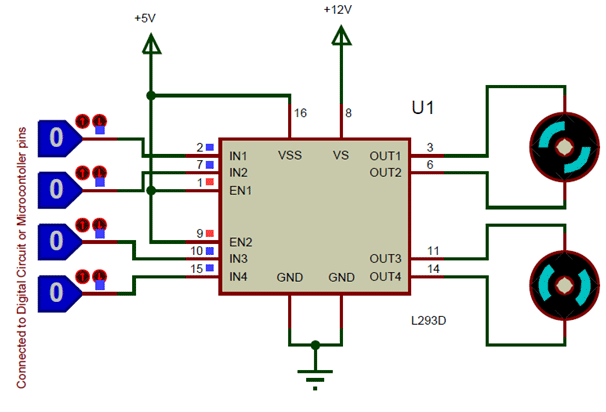 +5V
+12V
U1
16
8
VSS
VS
2
IN1
7
IN2
1
EN1
9
EN2
10
IN3
15
IN4
OUT1
3
OUT2
6
OUT3
11
OUT4
14
GND
GND
L293D
0
0
0
0
Connected to Digital Circuit or Microcontoller pins